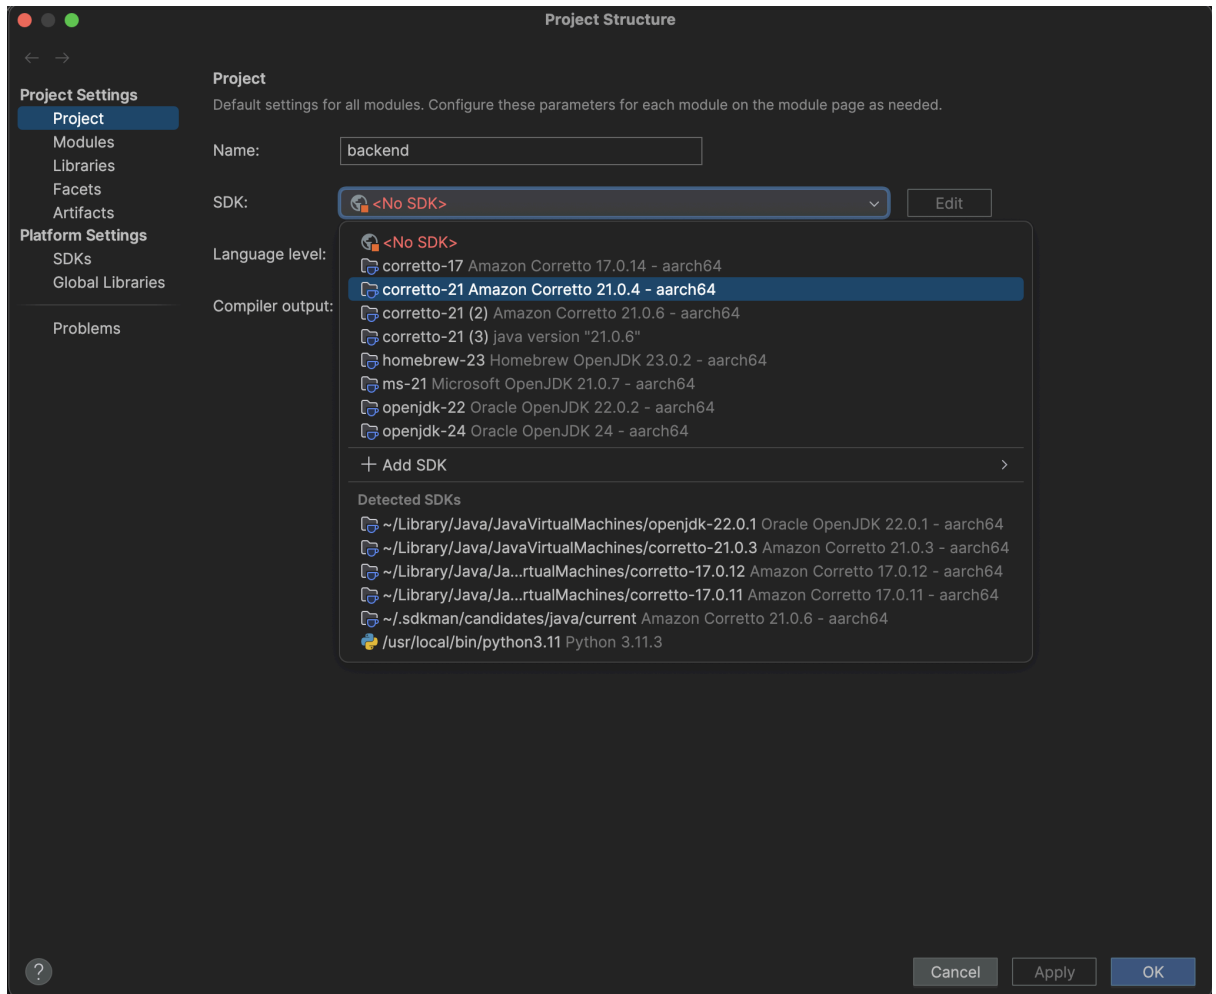 Project Structure
Project Settings
Project
Modules
Libraries
Facets
Artifacts
Platform Settings
SDKs
Global Libraries
Problems
Project
Default settings for all modules. Configure these parameters for each module on the module page as needed.
Name: backend
SDK: <No SDK> Edit
Language level:
Compiler output:
<No SDK>
corretto-17 Amazon Corretto 17.0.14 - aarch64
corretto-21 Amazon Corretto 21.0.4 - aarch64
corretto-21 (2) Amazon Corretto 21.0.6 - aarch64
corretto-21 (3) java version "21.0.6"
homebrew-23 Homebrew OpenJDK 23.0.2 - aarch64
ms-21 Microsoft OpenJDK 21.0.7 - aarch64
openjdk-22 Oracle OpenJDK 22.0.2 - aarch64
openjdk-24 Oracle OpenJDK 24 - aarch64
+ Add SDK
Detected SDKs
~/Library/Java/JavaVirtualMachines/openjdk-22.0.1 Oracle OpenJDK 22.0.1 - aarch64
~/Library/Java/JavaVirtualMachines/corretto-21.0.3 Amazon Corretto 21.0.3 - aarch64
~/Library/Java/Ja...rtualMachines/corretto-17.0.12 Amazon Corretto 17.0.12 - aarch64
~/Library/Java/Ja...rtualMachines/corretto-17.0.11 Amazon Corretto 17.0.11 - aarch64
~/.sdkman/candidates/java/current Amazon Corretto 21.0.6 - aarch64
/usr/local/bin/python3.11 Python 3.11.3
?
Cancel
Apply
OK